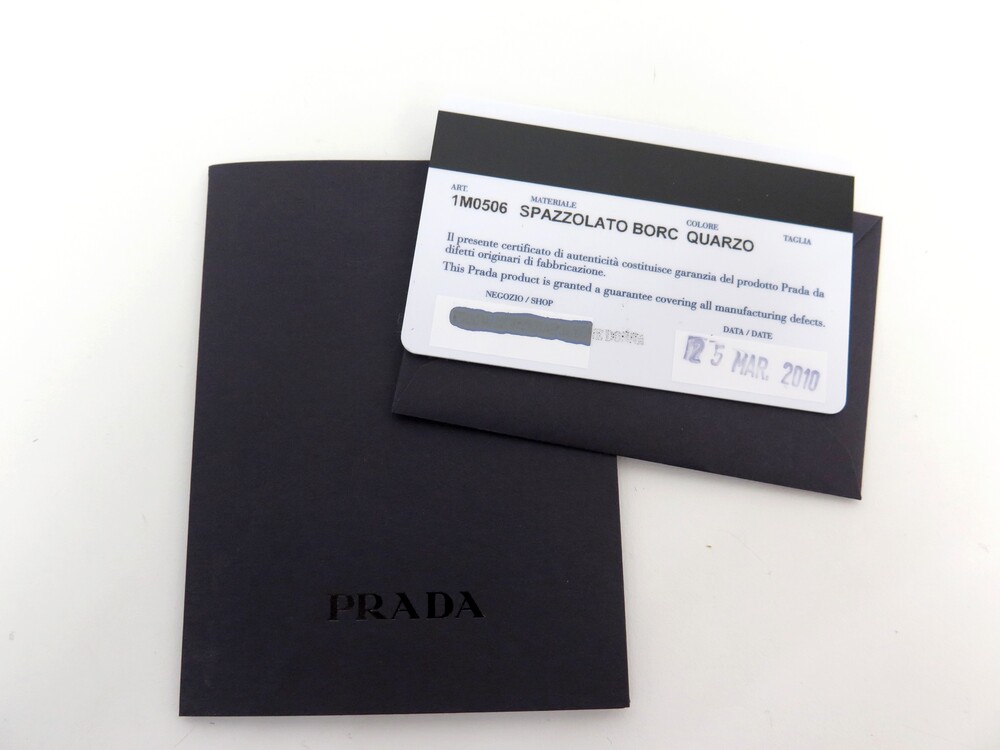 ART. MATERIALE COLORE TAGLIA
1M0506 SPAZZOLATO BORC QUARZO
Il presente certificato di autenticità costituisce garanzia del prodotto Prada da
difetti originari di fabbricazione.
This Prada product is granted a guarantee covering all manufacturing defects.
NEGOZIO / SHOP
DATA / DATE
25 MAR. 2010
PRADA